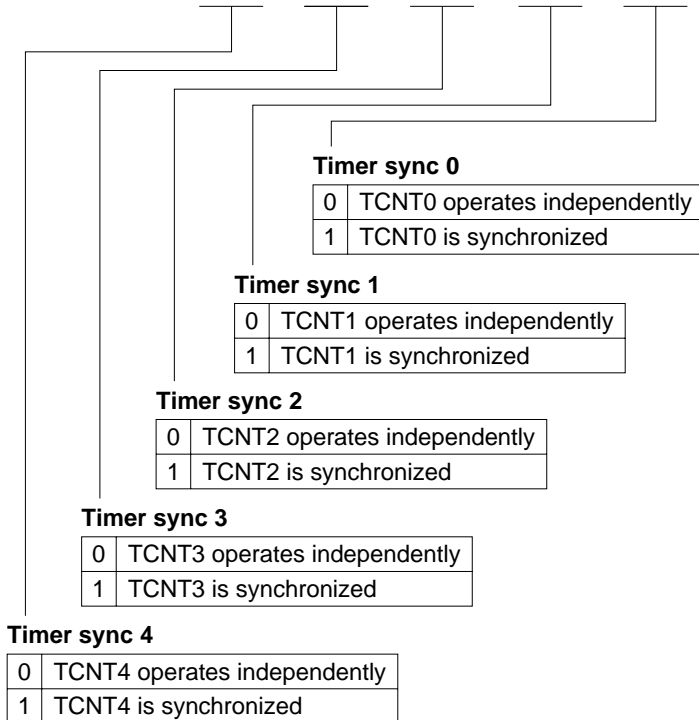 Timer sync 0
0 TCNT0 operates independently
1 TCNT0 is synchronized
Timer sync 1
0 TCNT1 operates independently
1 TCNT1 is synchronized
Timer sync 2
0 TCNT2 operates independently
1 TCNT2 is synchronized
Timer sync 3
0 TCNT3 operates independently
1 TCNT3 is synchronized
Timer sync 4
0 TCNT4 operates independently
1 TCNT4 is synchronized